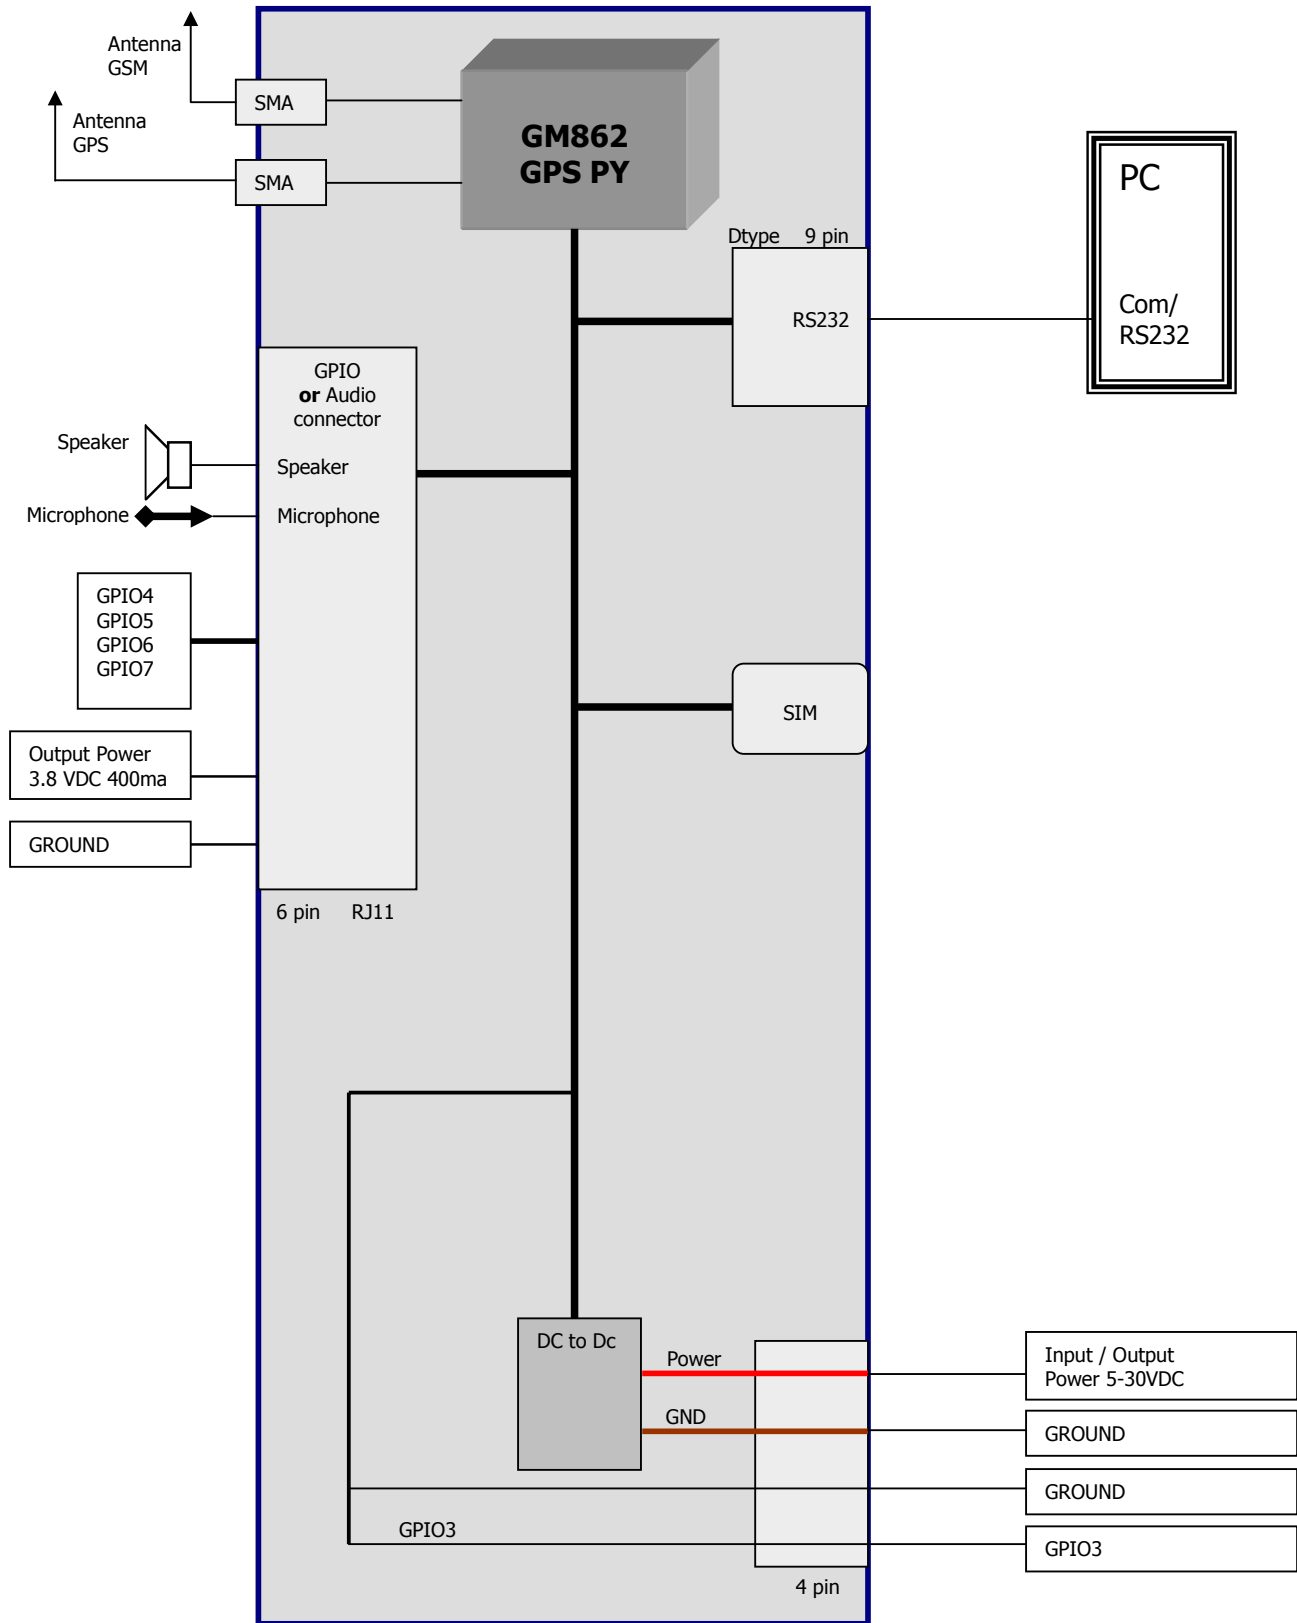 Antenna
GSM
SMA
Antenna
GPS
SMA
GM862
GPS PY
Dtype 9 pin
RS232
PC
Com/
RS232
GPIO
or Audio
connector
Speaker
Speaker
Microphone
Microphone
GPIO4
GPIO5
GPIO6
GPIO7
SIM
Output Power
3.8 VDC 400ma
GROUND
6 pin RJ11
DC to Dc
Power
GND
Input / Output
Power 5-30VDC
GROUND
GROUND
GPIO3
GPIO3
4 pin